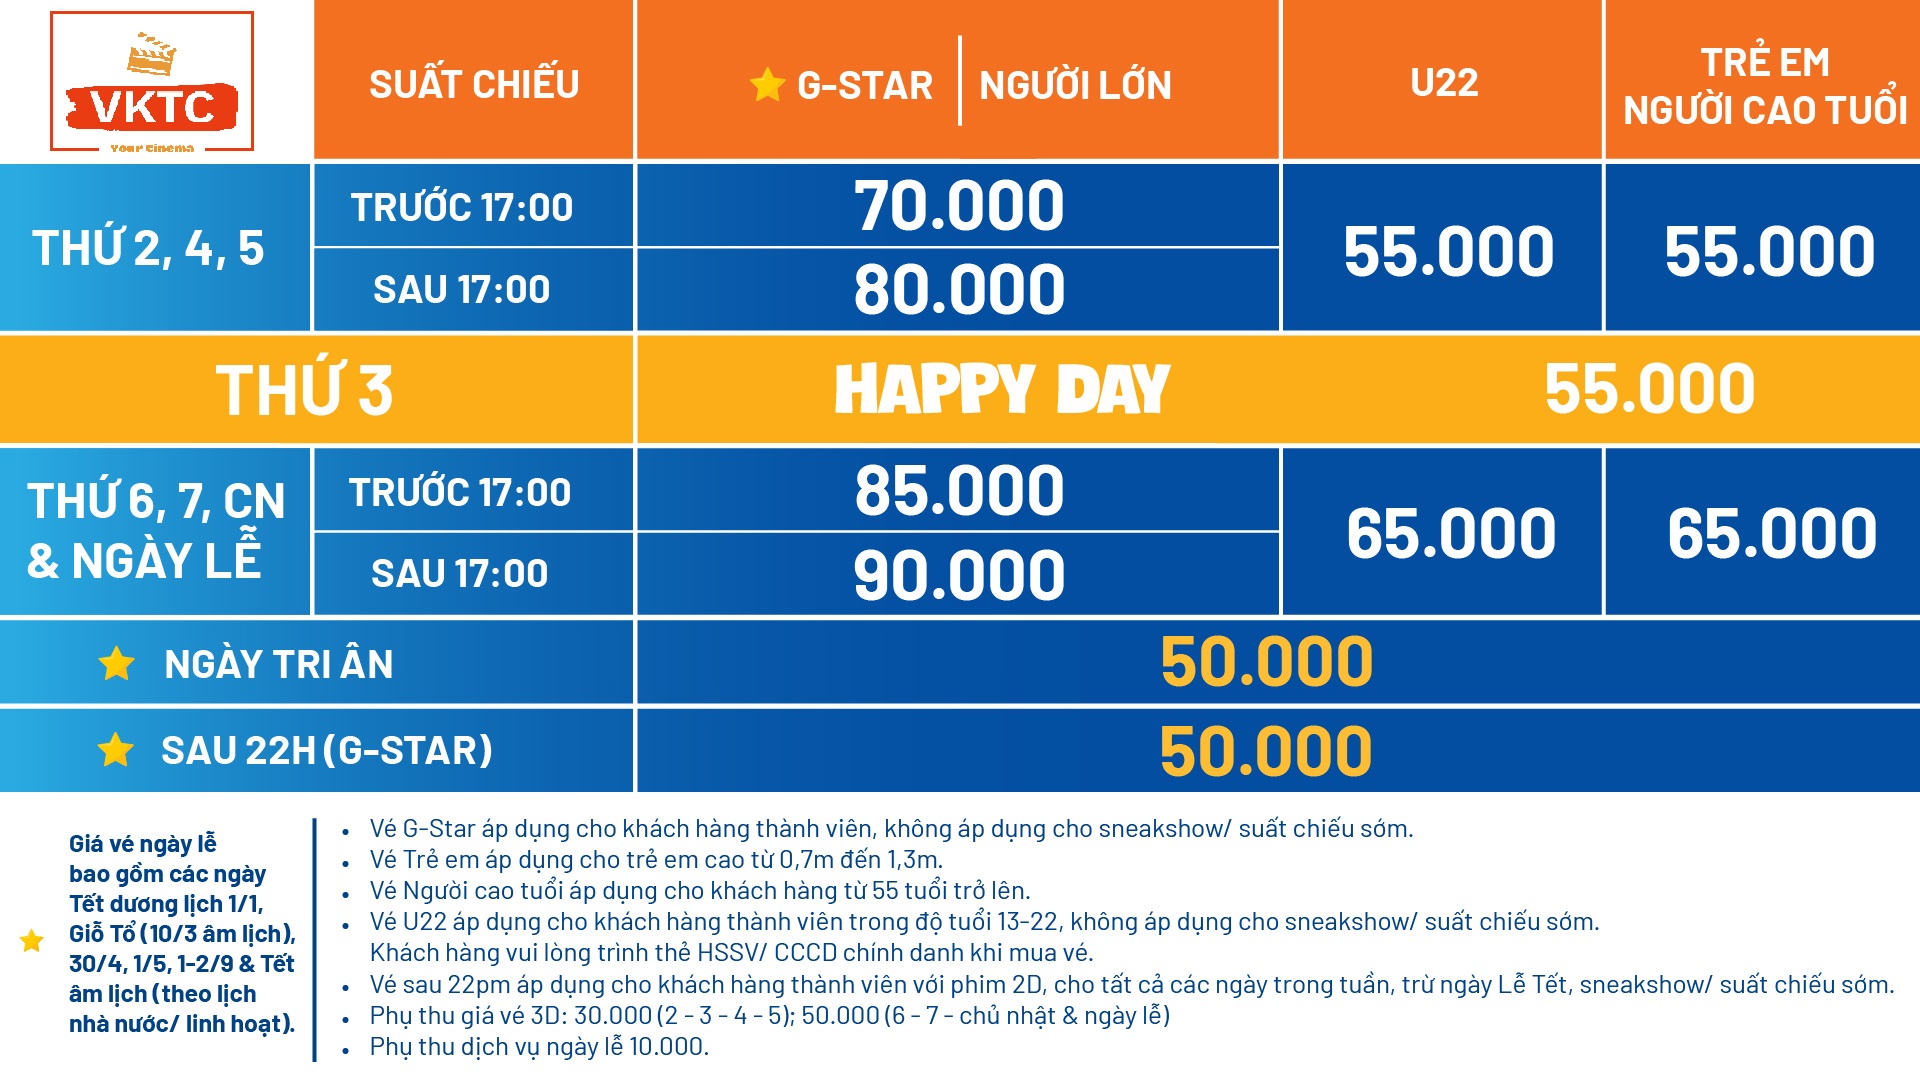 VKTC
Your Cinema
SUẤT CHIẾU
G-STAR | NGƯỜI LỚN
U22
TRẺ EM
NGƯỜI CAO TUỔI
THỨ 2, 4, 5
TRƯỚC 17:00
70.000
SAU 17:00
80.000
55.000
55.000
THỨ 3
HAPPY DAY
55.000
THỨ 6, 7, CN
& NGÀY LỄ
TRƯỚC 17:00
85.000
SAU 17:00
90.000
65.000
65.000
NGÀY TRI ÂN
50.000
SAU 22H (G-STAR)
50.000
Giá vé ngày lễ
bao gồm các ngày
Tết dương lịch 1/1,
Giỗ Tổ (10/3 âm lịch),
30/4, 1/5, 1-2/9 & Tết
âm lịch (theo lịch
nhà nước/ linh hoạt).
• Vé G-Star áp dụng cho khách hàng thành viên, không áp dụng cho sneakshow/ suất chiếu sớm.
• Vé Trẻ em áp dụng cho trẻ em cao từ 0,7m đến 1,3m.
• Vé Người cao tuổi áp dụng cho khách hàng từ 55 tuổi trở lên.
• Vé U22 áp dụng cho khách hàng thành viên trong độ tuổi 13-22, không áp dụng cho sneakshow/ suất chiếu sớm.
Khách hàng vui lòng trình thẻ HSSV/ CCCD chính danh khi mua vé.
• Vé sau 22pm áp dụng cho khách hàng thành viên với phim 2D, cho tất cả các ngày trong tuần, trừ ngày Lễ Tết, sneakshow/ suất chiếu sớm.
• Phụ thu giá vé 3D: 30.000 (2 - 3 - 4 - 5); 50.000 (6 - 7 - chủ nhật & ngày lễ)
• Phụ thu dịch vụ ngày lễ 10.000.